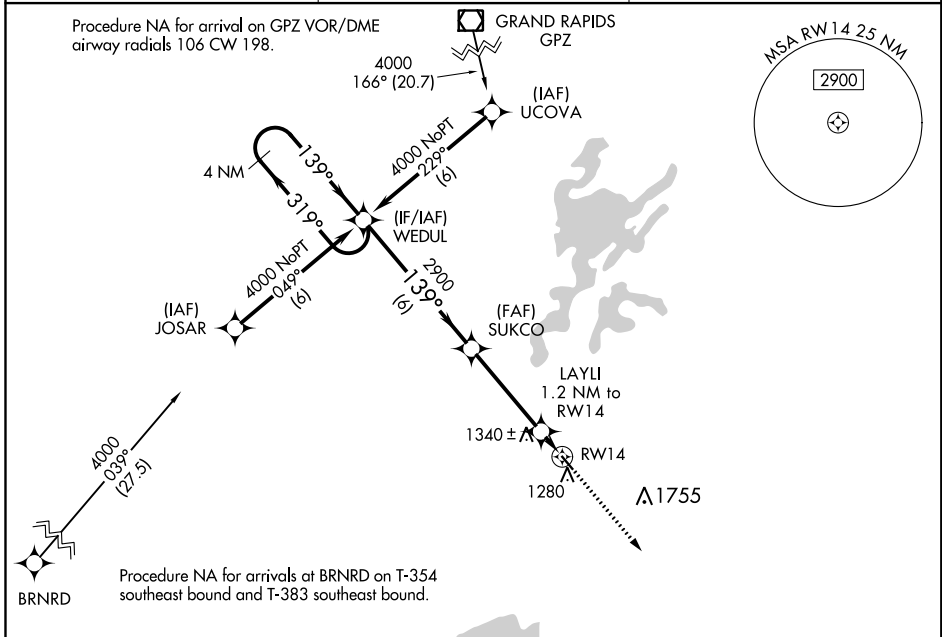 Procedure NA for arrival on GPZ VOR/DME
airway radials 106 CW 198.
GRAND RAPIDS
GPZ
4000
166° (20.7)
(IAF)
UCOVA
MSA RW14 25 NM
2900
4000 NoPT
229°
(6)
4 NM
139°
319°
(IF/IAF)
WEDUL
4000 NoPT
049°
(6)
2900
139°
(6)
(IAF)
JOSAR
(FAF)
SUKCO
LAYLI
1.2 NM to
RW14
1340 ±
RW14
1280
1755
4000
039°
(27.5)
BRNRD
Procedure NA for arrivals at BRNRD on T-354
southeast bound and T-383 southeast bound.